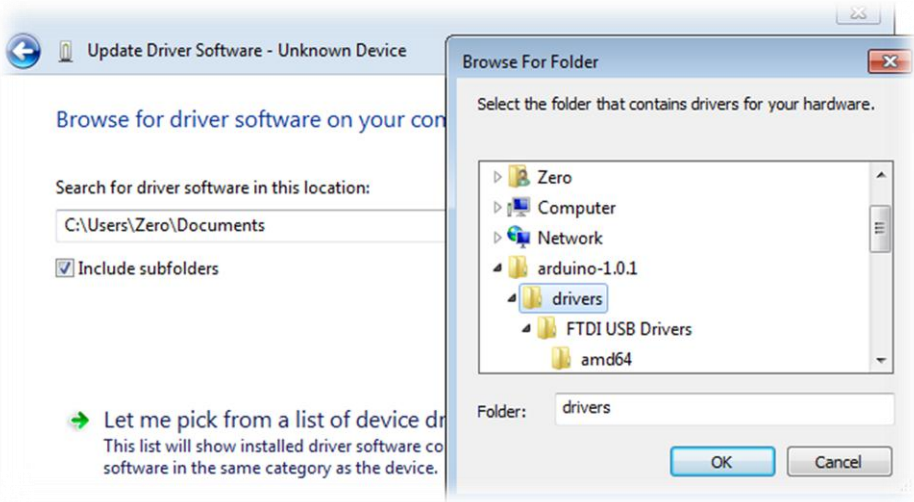 Update Driver Software - Unknown Device
Browse for driver software on your con
Search for driver software in this location:
C:\Users\Zero\Documents
Include subfolders
Let me pick from a list of device dr
This list will show installed driver software co
software in the same category as the device.
Browse For Folder
Select the folder that contains drivers for your hardware.
Zero
Computer
Network
arduino-1.0.1
drivers
FTDI USB Drivers
amd64
Folder:
drivers
OK
Cancel